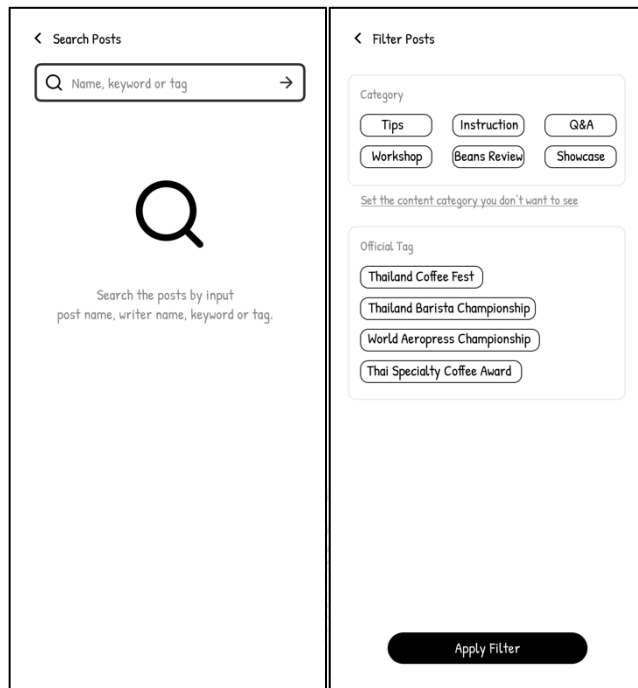 Search Posts
Name, keyword or tag
Search the posts by input
post name, writer name, keyword or tag.
Filter Posts
Category
Tips
Instruction
Q&A
Workshop
Beans Review
Showcase
Set the content category you don't want to see
Official Tag
Thailand Coffee Fest
Thailand Barista Championship
World Aeropress Championship
Thai Specialty Coffee Award
Apply Filter